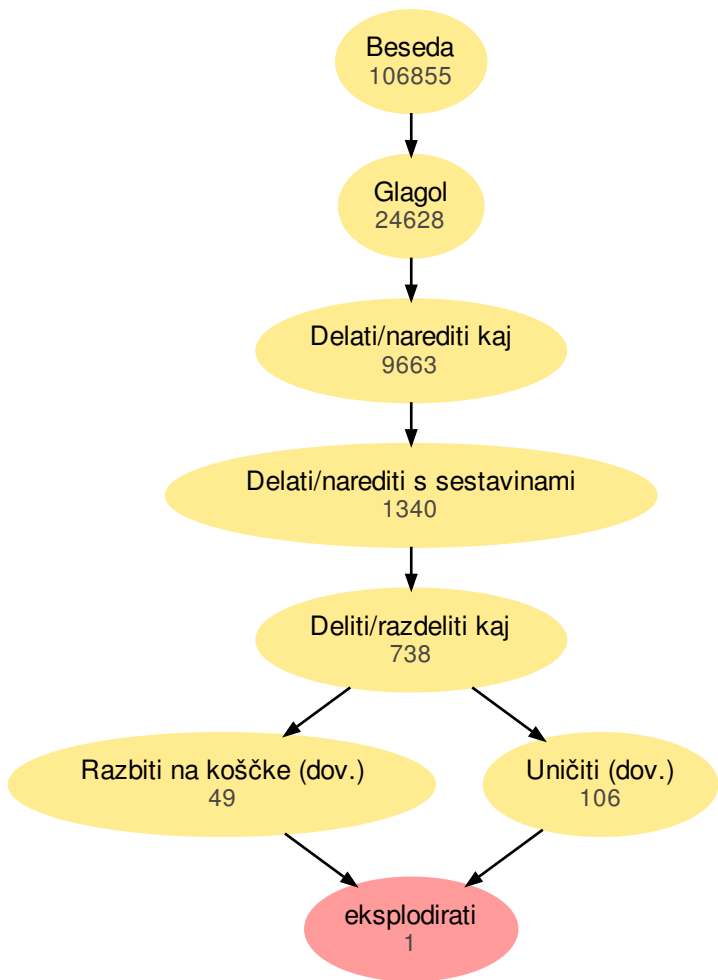 Beseda
106855
Glagol
24628
Delati/narediti kaj
9663
Delati/narediti s sestavinami
1340
Deliti/razdeliti kaj
738
Razbiti na koščke (dov.)
49
Uničiti (dov.)
106
eksplodirati
1